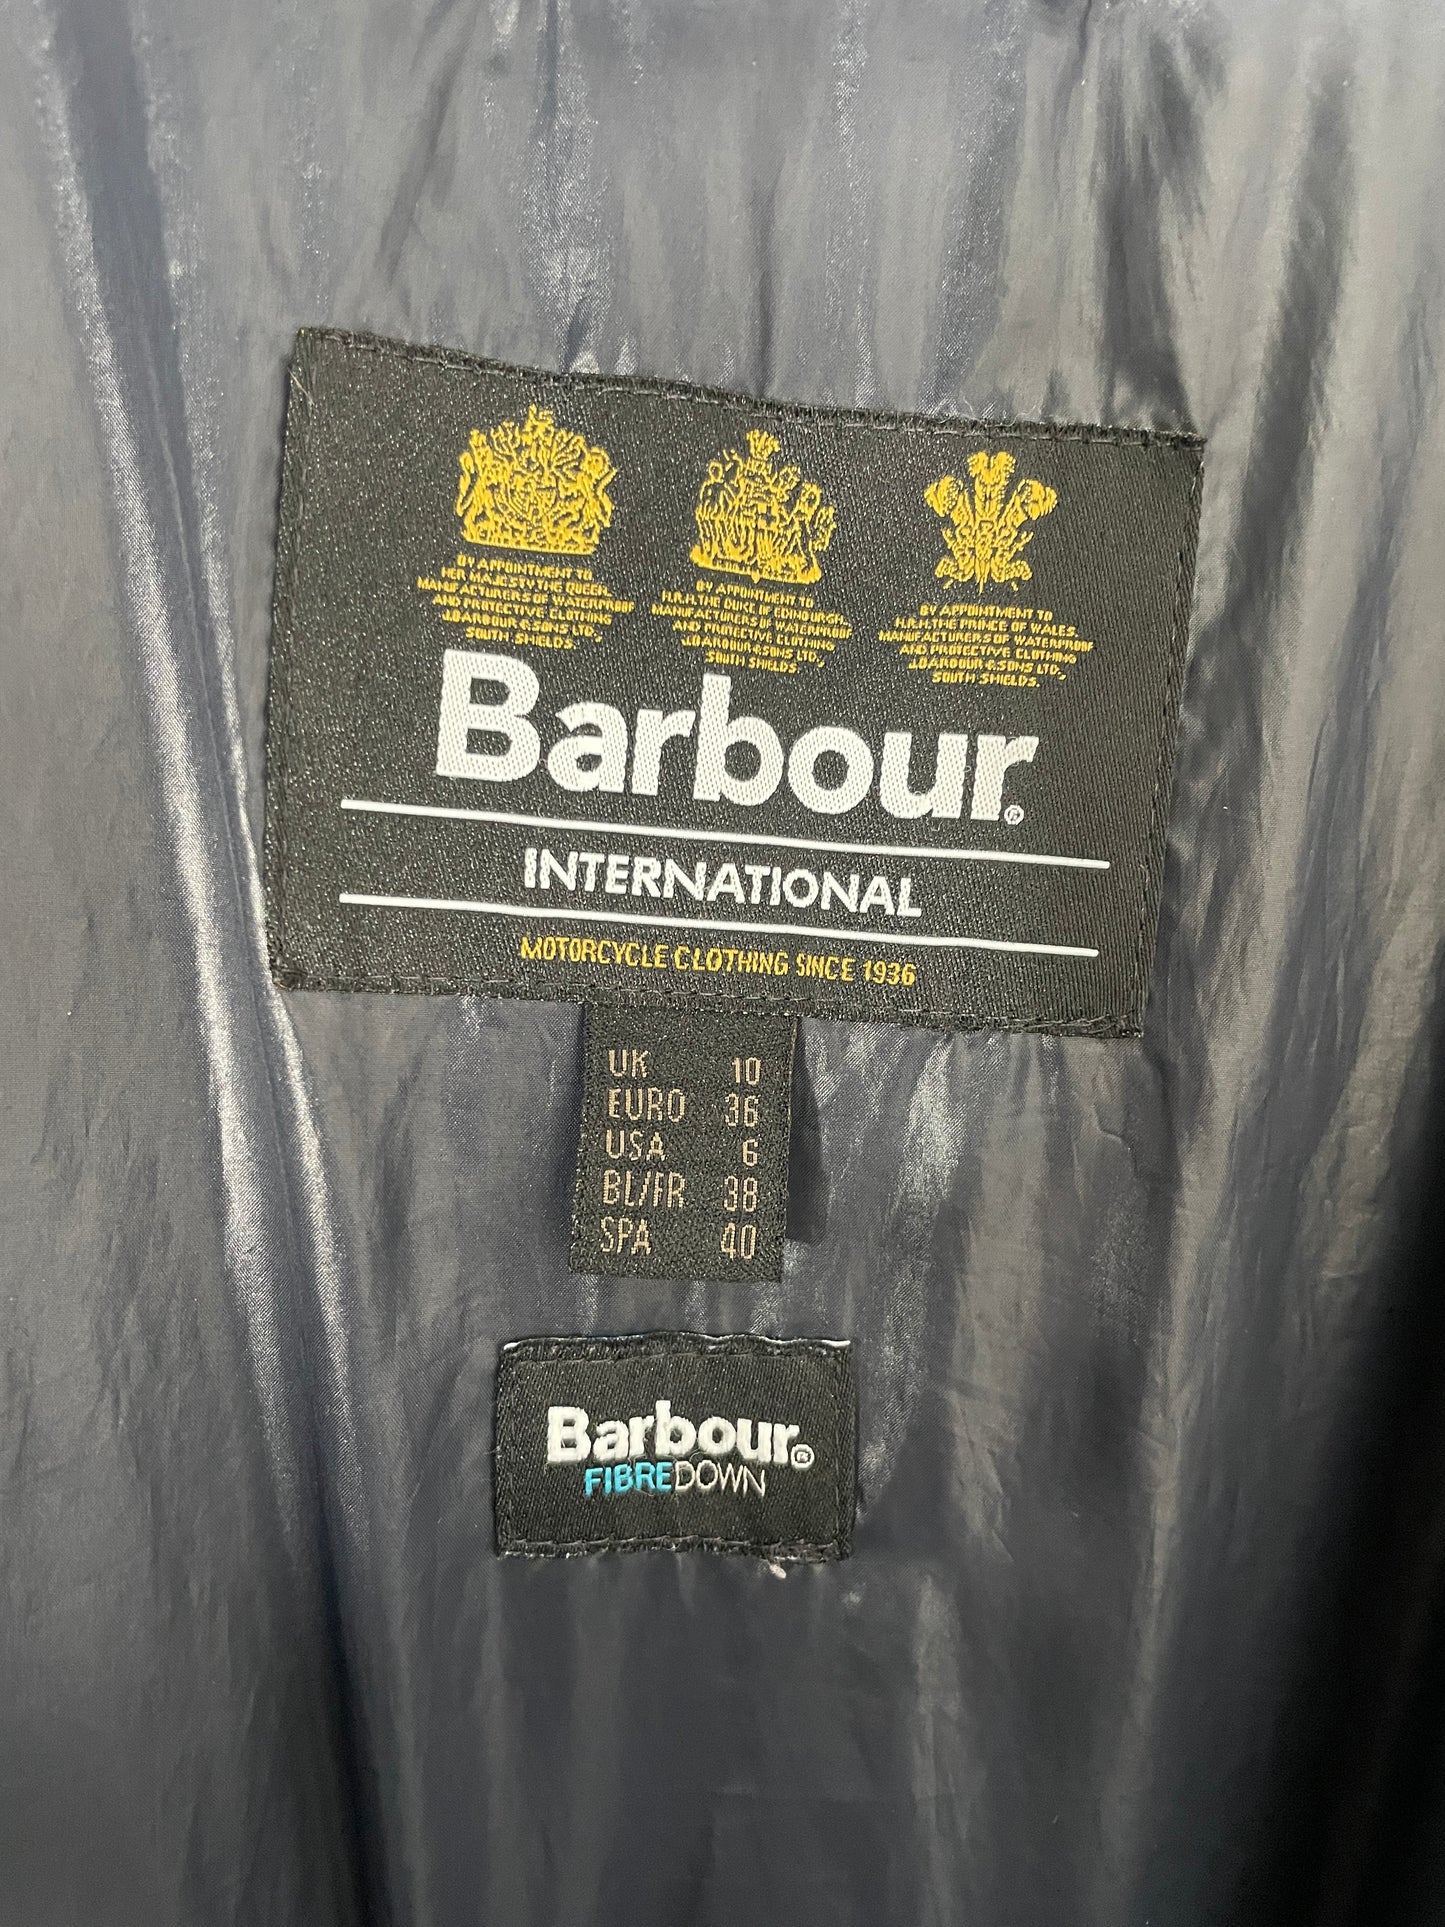 BY APPOINTMENT TO
HER MAJESTY THE QUEEN
MANUFACTURERS OF WATERPROOF
AND PROTECTIVE CLOTHING
J.BARBOUR & SONS LTD.,
SOUTH SHIELDS.
BY APPOINTMENT TO
H.R.H. THE DUKE OF EDINBURGH,
MANUFACTURERS OF WATERPROOF
AND PROTECTIVE CLOTHING
J.BARBOUR & SONS LTD.,
SOUTH SHIELDS.
BY APPOINTMENT TO
H.R.H. THE PRINCE OF WALES.
MANUFACTURERS OF WATERPROOF
AND PROTECTIVE CLOTHING
J.BARBOUR & SONS LTD.,
SOUTH SHIELDS.
Barbour®
INTERNATIONAL
MOTORCYCLE CLOTHING SINCE 1936
UK 10
EURO 36
USA 6
BL/FR 38
SPA 40
Barbour®
FIBREDOWN